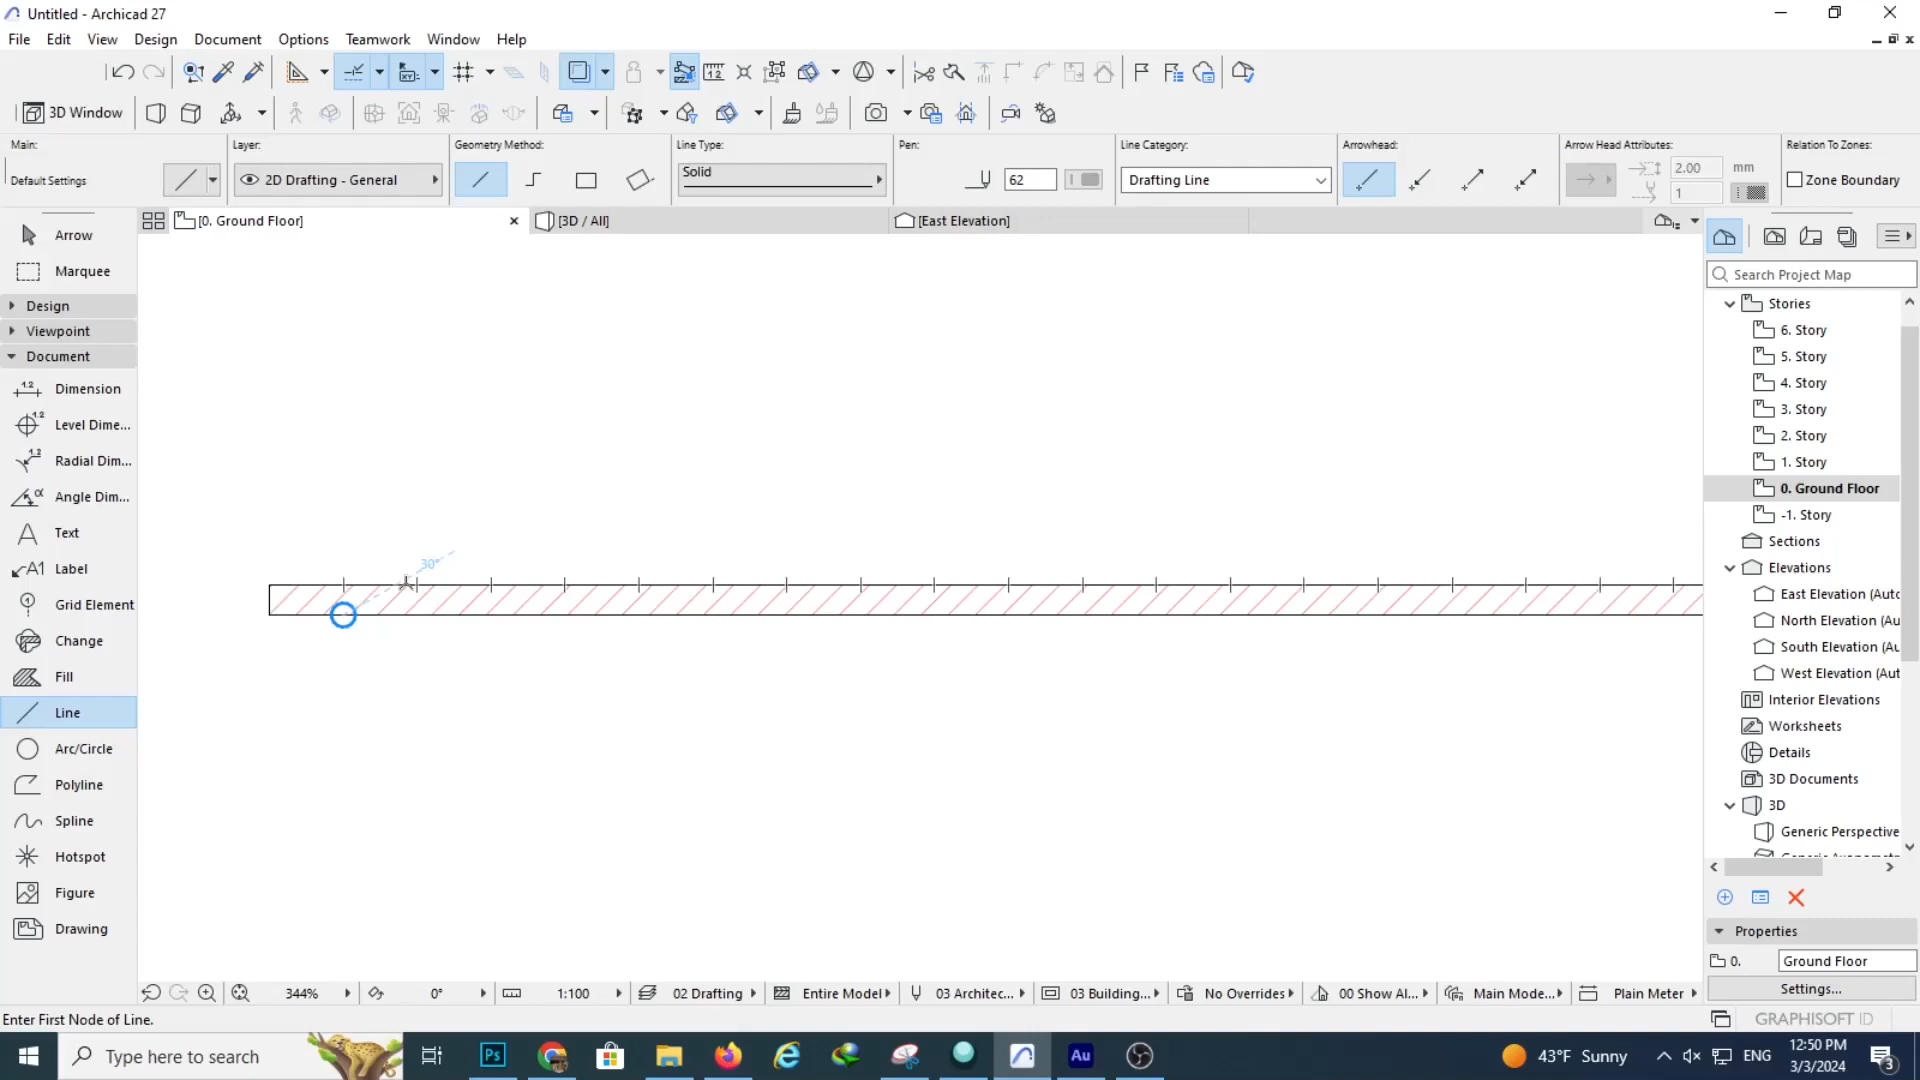 Untitled - Archicad 27
File Edit View Design Document Options Teamwork Window Help
3D Window
Main:
Default Settings
Layer:
2D Drafting - General
Geometry Method:
Line Type:
Solid
Pen:
62
Line Category:
Drafting Line
Arrowhead:
Arrow Head Attributes:
2.00 mm
1
Relation To Zones:
Zone Boundary
[0. Ground Floor]
[3D / All]
[East Elevation]
Arrow
Marquee
Design
Viewpoint
Document
Dimension
Level Dime...
Radial Dim...
Angle Dim...
Text
Label
Grid Element
Change
Fill
Line
Arc/Circle
Polyline
Spline
Hotspot
Figure
Drawing
30°
Search Project Map
Stories
6. Story
5. Story
4. Story
3. Story
2. Story
1. Story
0. Ground Floor
-1. Story
Sections
Elevations
East Elevation (Auto
North Elevation (Au
South Elevation (Au
West Elevation (Aut
Interior Elevations
Worksheets
Details
3D Documents
3D
Generic Perspective
Properties
0. Ground Floor
Settings...
344% 0° 1:100 02 Drafting Entire Model 03 Architec... 03 Building... No Overrides 00 Show Al... Main Mode... Plain Meter
Enter First Node of Line.
GRAPHISOFT ID
Type here to search
43°F Sunny
ENG
12:50 PM
3/3/2024
3